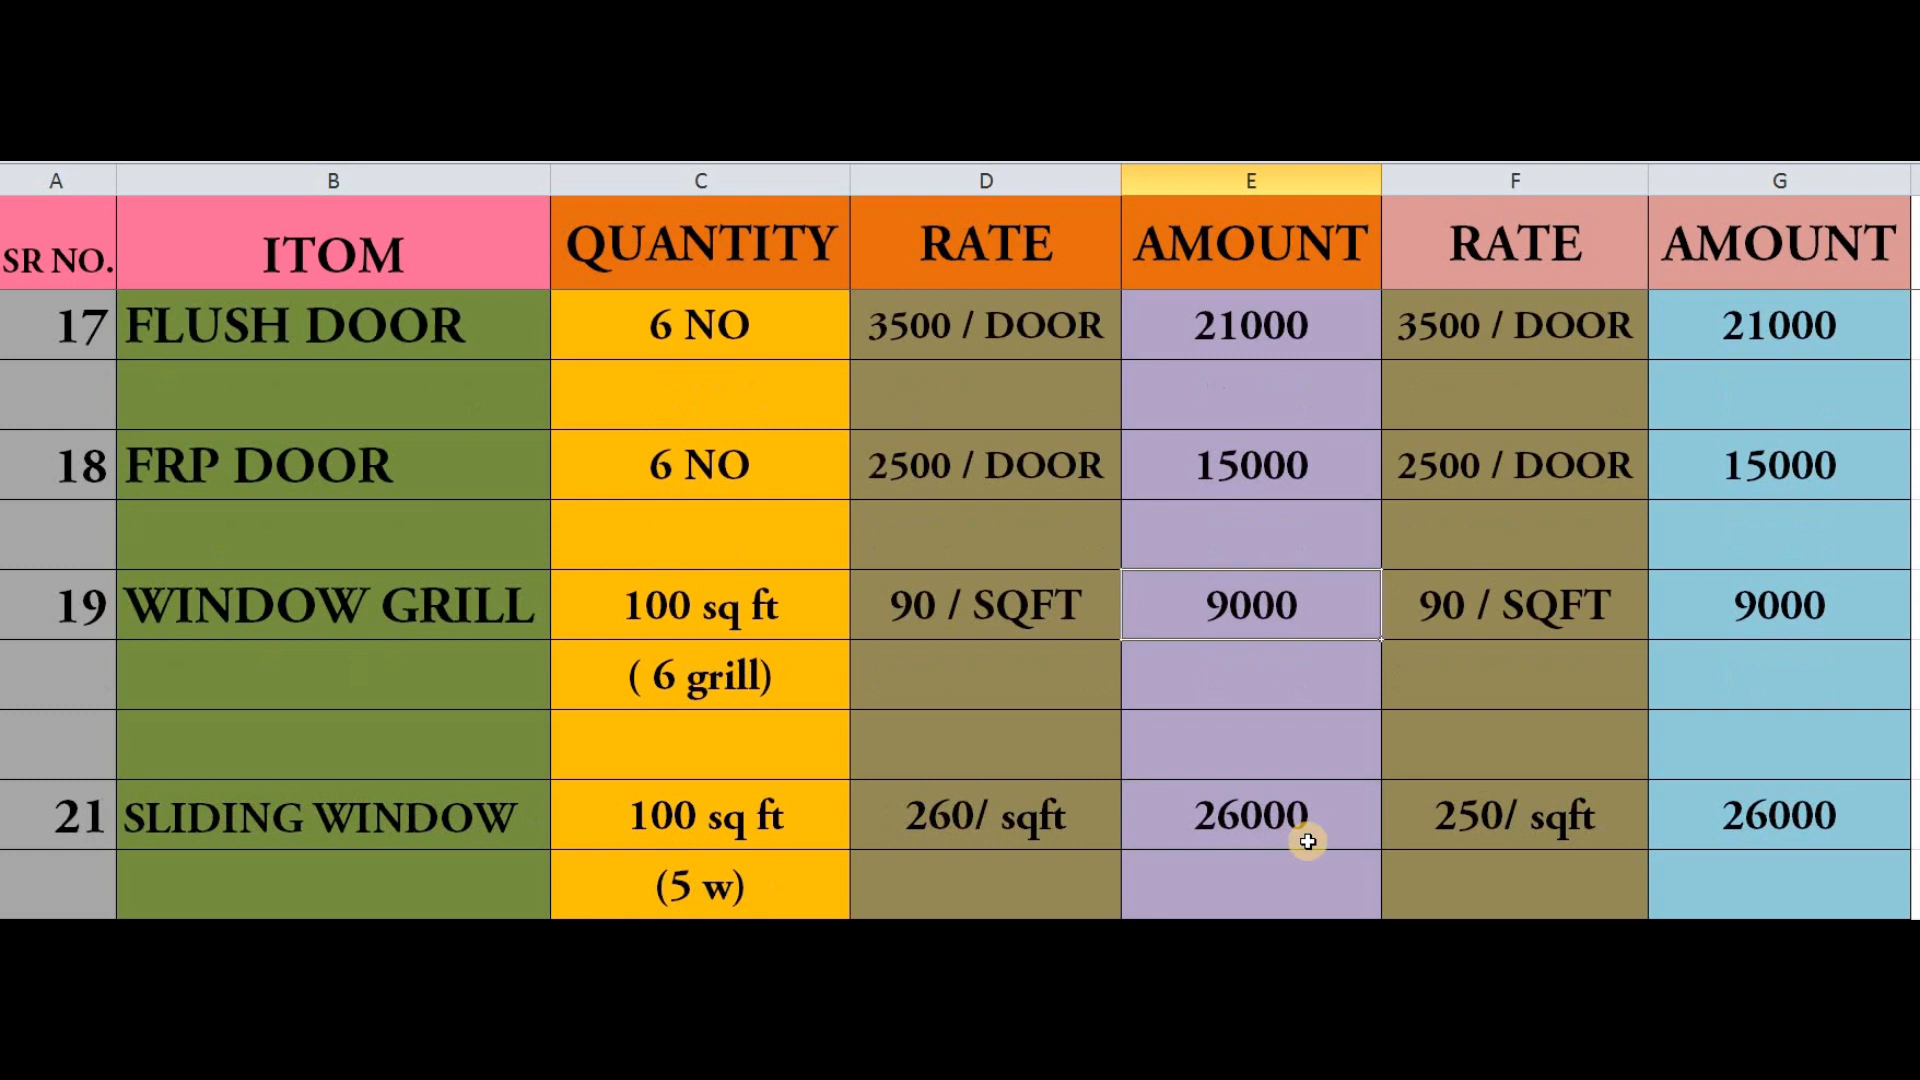 A B C D E F G
SR NO. ITOM QUANTITY RATE AMOUNT RATE AMOUNT
17 FLUSH DOOR 6 NO 3500 / DOOR 21000 3500 / DOOR 21000
18 FRP DOOR 6 NO 2500 / DOOR 15000 2500 / DOOR 15000
19 WINDOW GRILL 100 sq ft 90 / SQFT 9000 90 / SQFT 9000
( 6 grill)
21 SLIDING WINDOW 100 sq ft 260/ sqft 26000 250/ sqft 26000
(5 w)